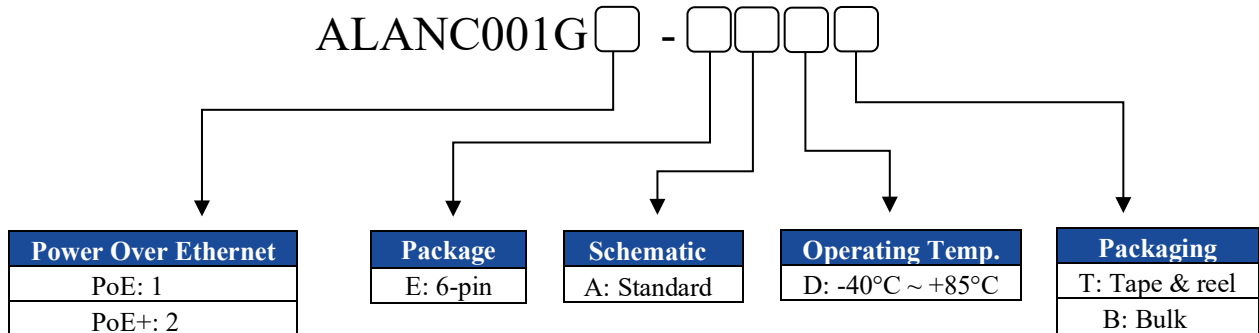 ALANC001G -
Power Over Ethernet
PoE: 1
PoE+: 2
Package
E: 6-pin
Schematic
A: Standard
Operating Temp.
D: -40°C ~ +85°C
Packaging
T: Tape & reel
B: Bulk